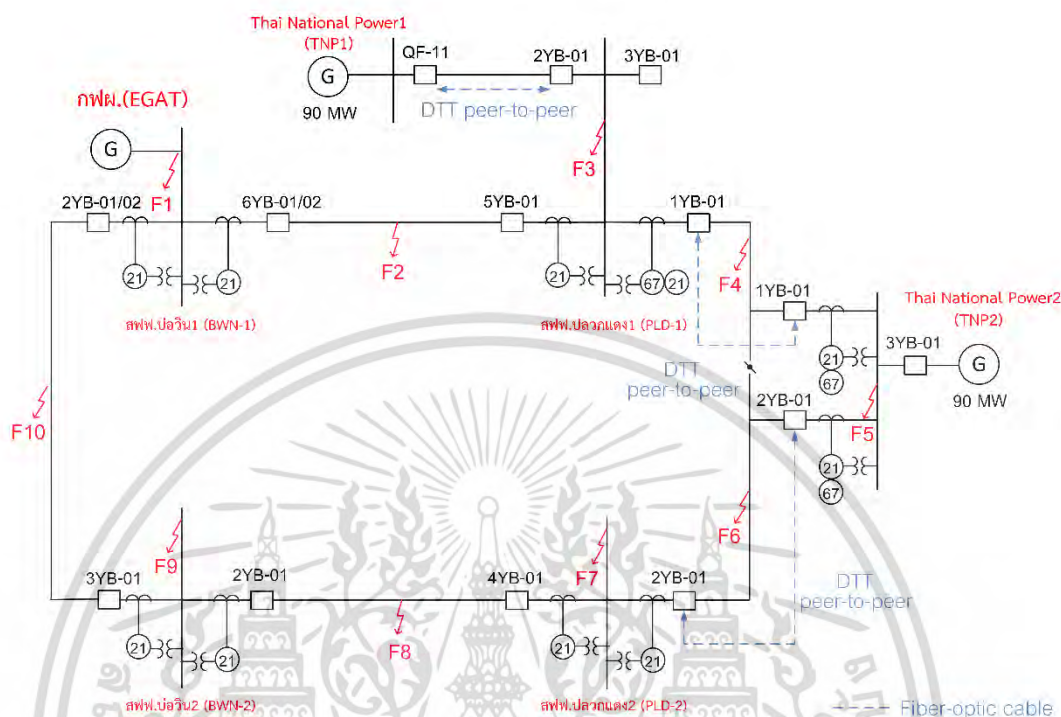 Thai National Power1
(TNP1)
QF-11
2YB-01
3YB-01
G
90 MW
DTT peer-to-peer
กฟผ.(EGAT)
G
F1
F3
2YB-01/02
6YB-01/02
5YB-01
1YB-01
21
21
F2
21
67
21
F4
สฟฟ.บ่อวิน1 (BWN-1)
สฟฟ.ปลวกแดง1 (PLD-1)
1YB-01
Thai National Power2
(TNP2)
21
67
3YB-01
G
90 MW
DTT
peer-to-peer
2YB-01
F5
21
67
F10
F6
F9
F7
3YB-01
2YB-01
4YB-01
2YB-01
DTT
peer-to-peer
21
21
F8
21
21
สฟฟ.บ่อวิน2 (BWN-2)
สฟฟ.ปลวกแดง2 (PLD-2)
Fiber-optic cable